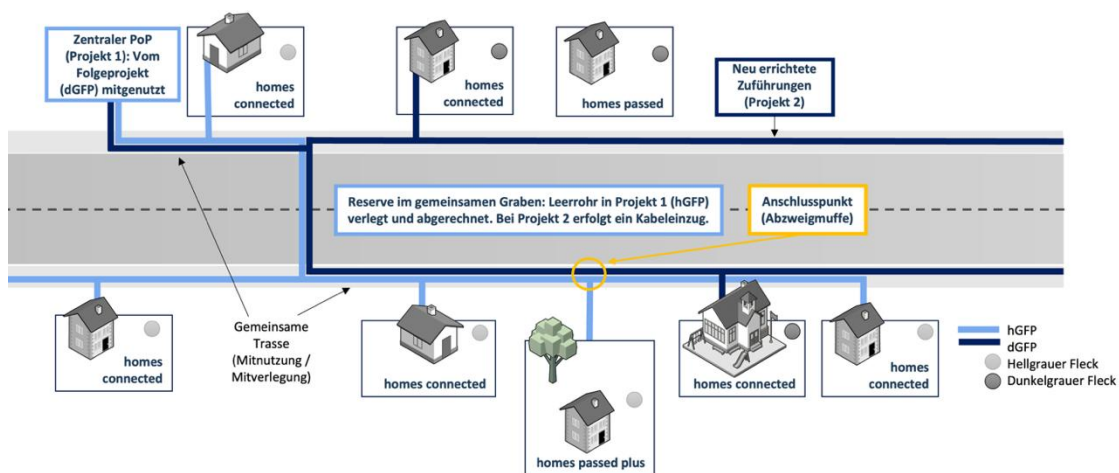 Zentraler PoP
(Projekt 1): Vom
Folgeprojekt
(dGFP) mitgenutzt
homes
connected
homes
connected
homes passed
Neu errichtete
Zuführungen
(Projekt 2)
Reserve im gemeinsamen Graben: Leerrohr in Projekt 1 (hGFP)
verlegt und abgerechnet. Bei Projekt 2 erfolgt ein Kabeleinzug.
Anschlusspunkt
(Abzweigmuffe)
homes
connected
Gemeinsame
Trasse
(Mitnutzung /
Mitverlegung)
homes connected
homes passed plus
homes connected
homes
connected
hGFP
dGFP
Hellgrauer Fleck
Dunkelgrauer Fleck